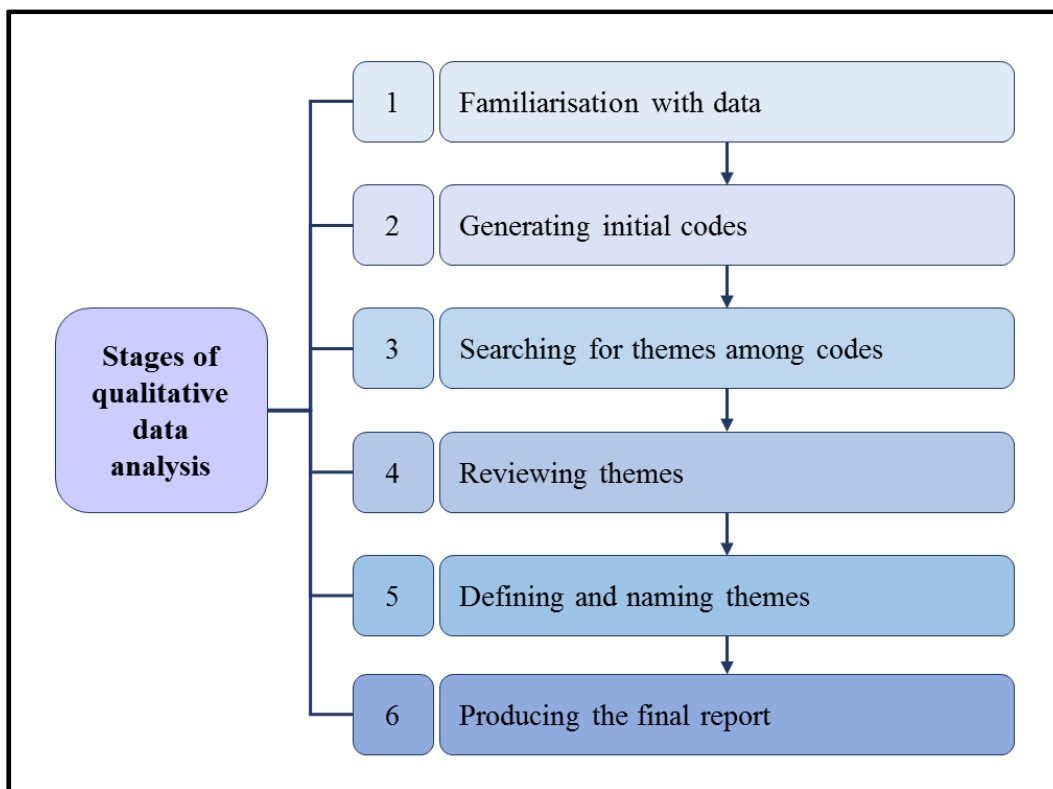 Stages of
qualitative
data
analysis
1 Familiarisation with data
2 Generating initial codes
3 Searching for themes among codes
4 Reviewing themes
5 Defining and naming themes
6 Producing the final report